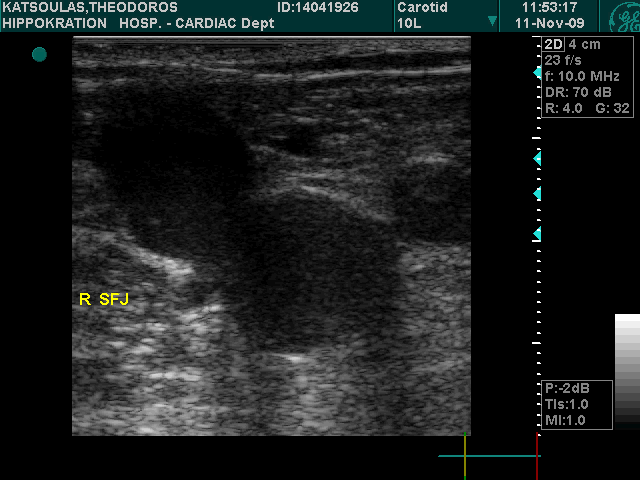 KATSOULAS,THEODOROS ID:14041926 Carotid 11:53:17
HIPPOKRATION HOSP. - CARDIAC Dept 10L 11-Nov-09
2D 4 cm
23 f/s
f: 10.0 MHz
DR: 70 dB
R: 4.0 G: 32
R SFJ
P:-2dB
TIs:1.0
MI:1.0